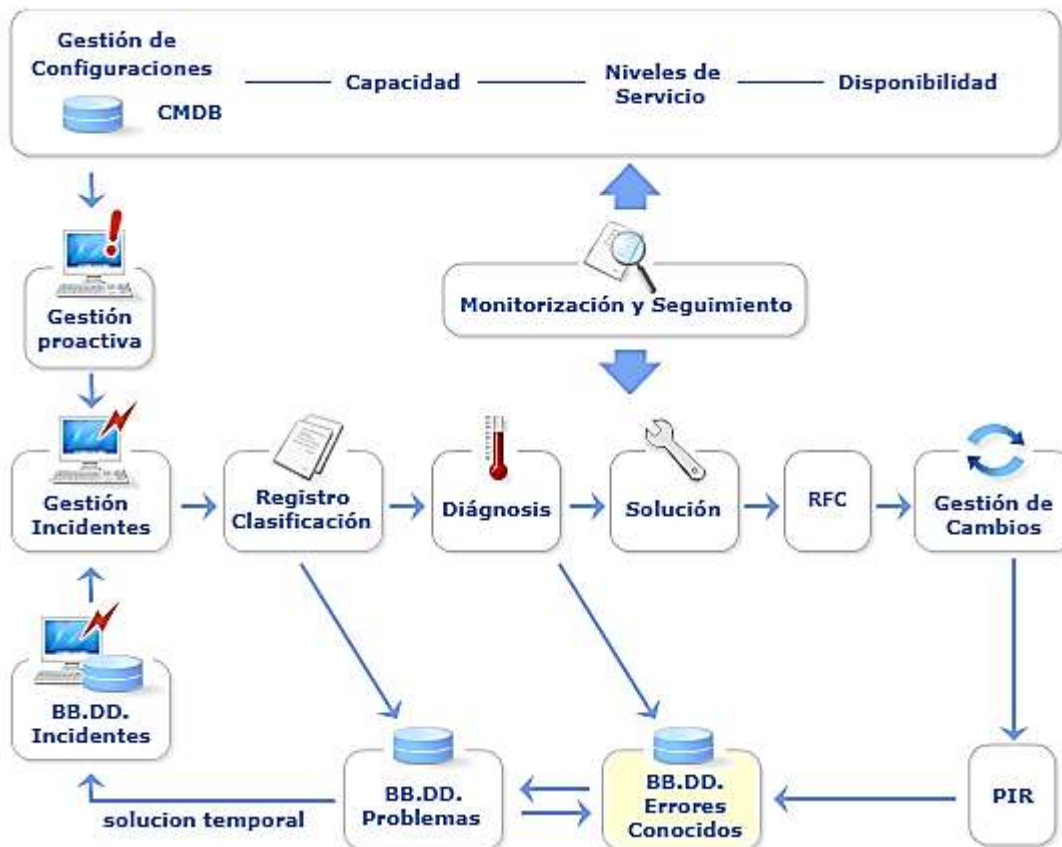 Gestión de
Configuraciones
CMDB
Capacidad
Niveles de
Servicio
Disponibilidad
Gestión
proactiva
Monitorización y Seguimiento
Gestión
Incidentes
Registro
Clasificación
Diágnosis
Solución
RFC
Gestión de
Cambios
BB.DD.
Incidentes
solucion temporal
BB.DD.
Problemas
BB.DD.
Errores
Conocidos
PIR